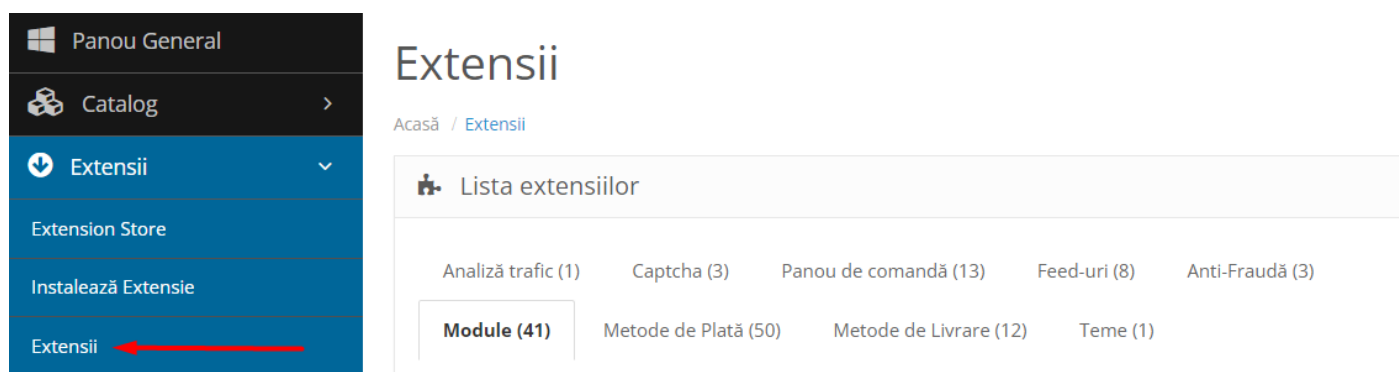 Panou General
Catalog
Extensii
Extension Store
Instalează Extensie
Extensii
Extensii
Acasă / Extensii
Lista extensiilor
Analiză trafic (1) Captcha (3) Panou de comandă (13) Feed-uri (8) Anti-Fraudă (3)
Module (41) Metode de Plată (50) Metode de Livrare (12) Teme (1)